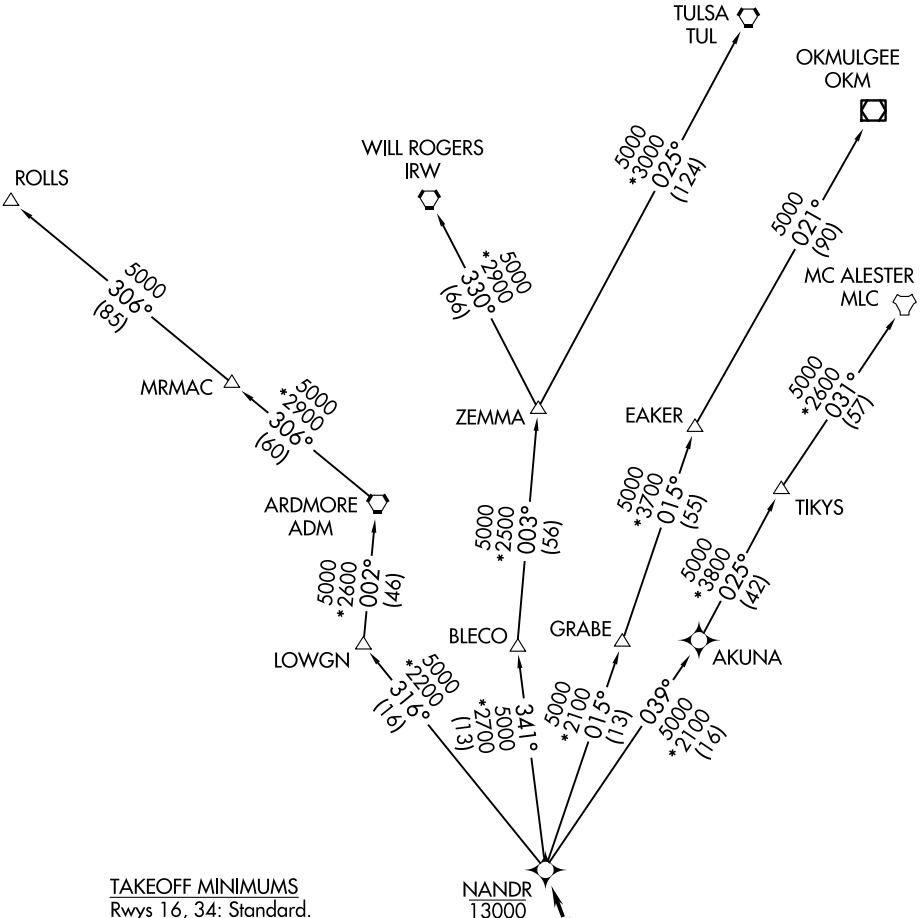 TULSA
TUL
OKMULGEE
OKM
WILL ROGERS
IRW
ROLLS
5000
*3000
025°
(124)
5000
021°
(90)
MC ALESTER
MLC
5000
*2900
330°
(66)
5000
306°
(85)
MRMAC
5000
*2900
306°
(60)
ZEMMA
EAKER
5000
*2600
031°
(57)
ARDMORE
ADM
5000
*2500
003°
(56)
5000
*3700
015°
(55)
TIKYS
5000
*2600
002°
(46)
5000
*3800
025°
(42)
LOWGN
BLECO
GRABE
AKUNA
5000
*2200
316°
(16)
341°
5000
*2700
(13)
5000
*2100
015°
(13)
039°
5000
*2100
(16)
NANDR
13000
TAKEOFF MINIMUMS
Rwys 16, 34: Standard.